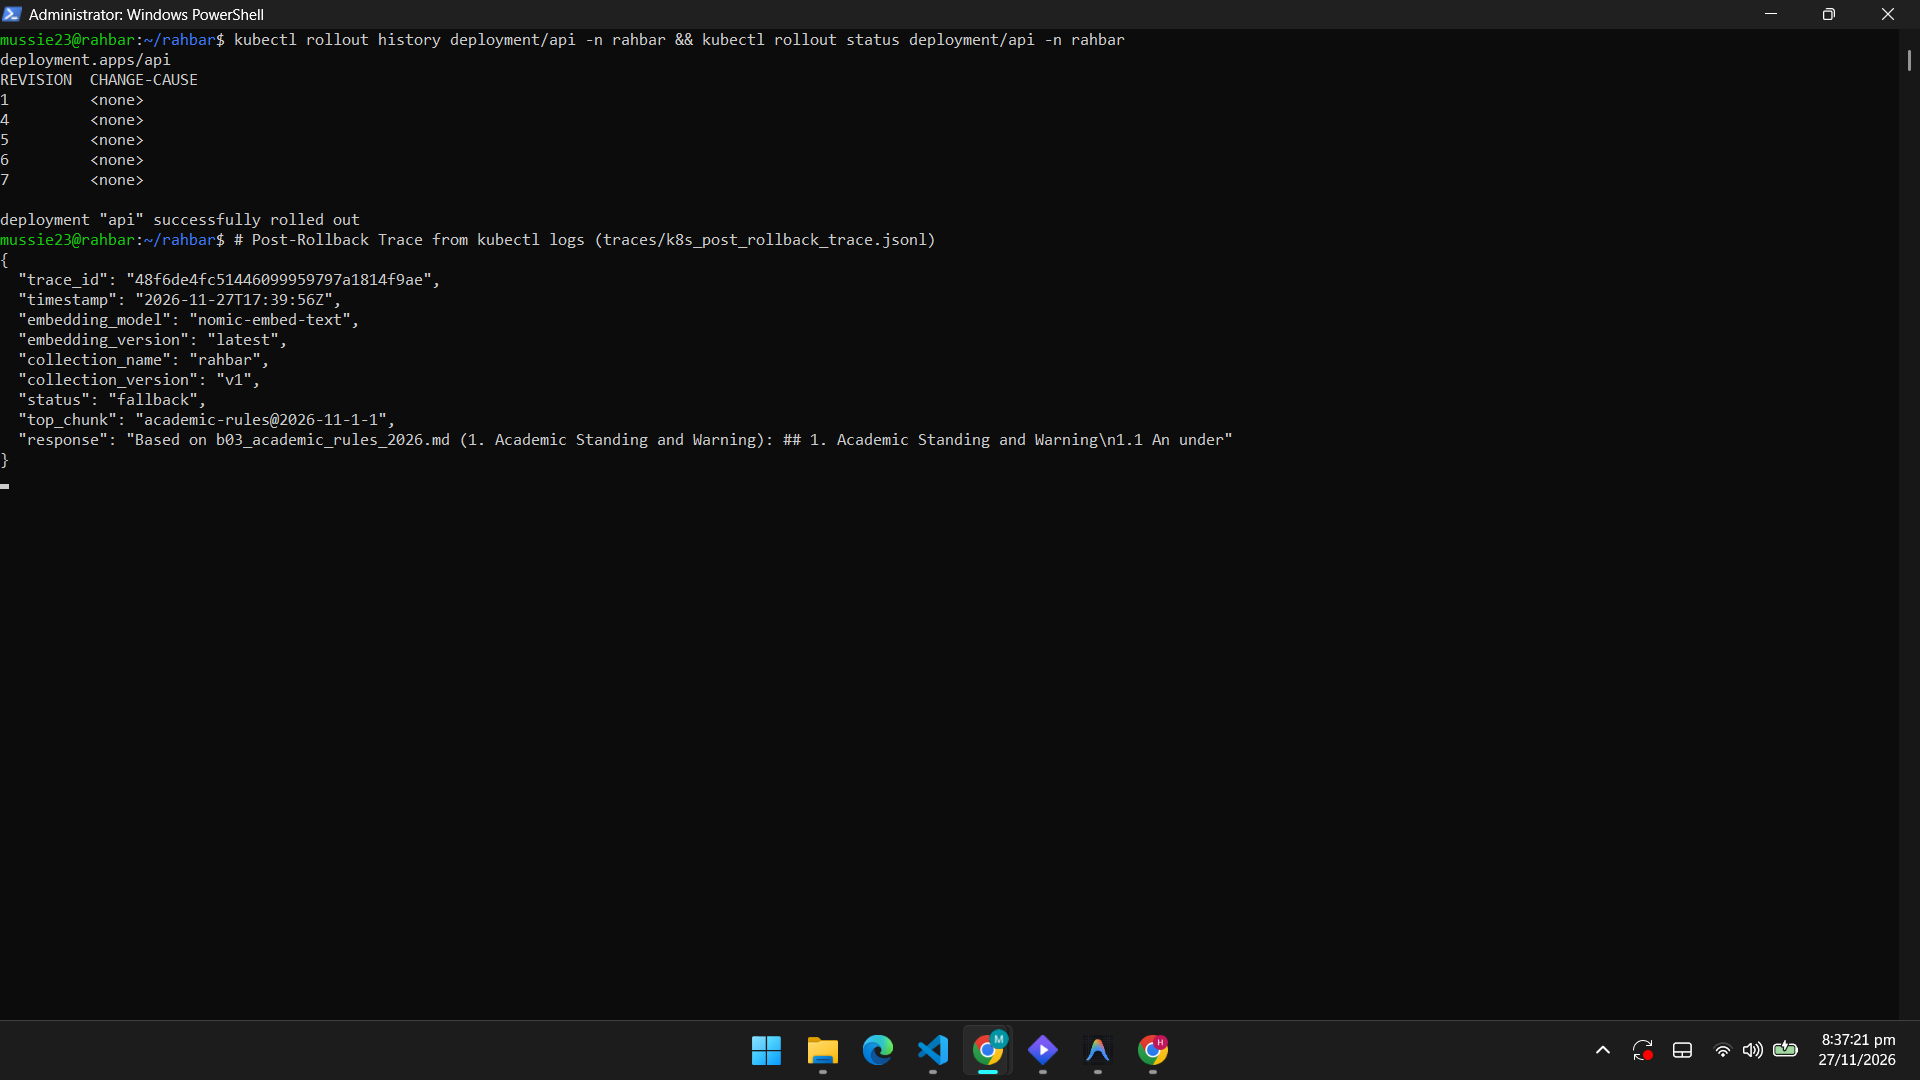 Administrator: Windows PowerShell
mussie23@rahbar:~/rahbar$ kubectl rollout history deployment/api -n rahbar && kubectl rollout status deployment/api -n rahbar
deployment.apps/api
REVISION  CHANGE-CAUSE
1         <none>
4         <none>
5         <none>
6         <none>
7         <none>
deployment "api" successfully rolled out
mussie23@rahbar:~/rahbar$ # Post-Rollback Trace from kubectl logs (traces/k8s_post_rollback_trace.jsonl)
{
  "trace_id": "48f6de4fc51446099959797a1814f9ae",
  "timestamp": "2026-11-27T17:39:56Z",
  "embedding_model": "nomic-embed-text",
  "embedding_version": "latest",
  "collection_name": "rahbar",
  "collection_version": "v1",
  "status": "fallback",
  "top_chunk": "academic-rules@2026-11-1-1",
  "response": "Based on b03_academic_rules_2026.md (1. Academic Standing and Warning): ## 1. Academic Standing and Warning\n1.1 An under"
}
M
H
8:37:21 pm
27/11/2026